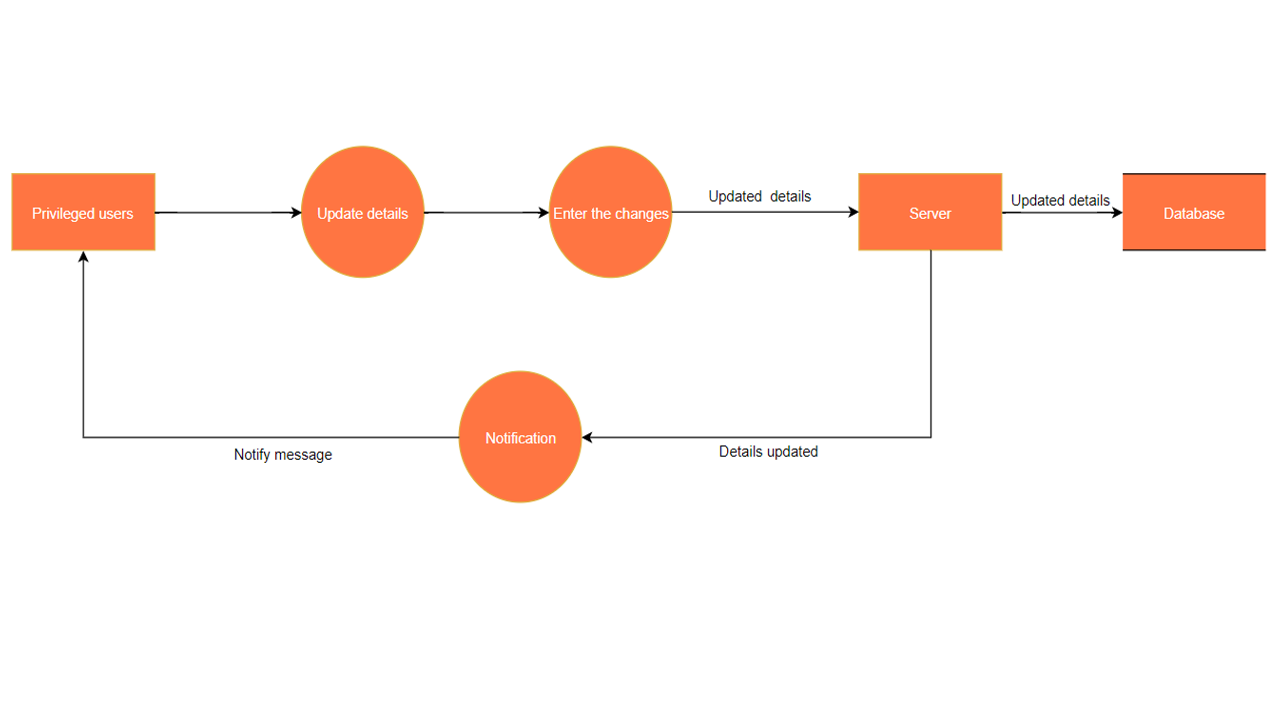 Privileged users
Update details
Enter the changes
Updated  details
Server
Updated details
Database
Notification
Notify message
Details updated